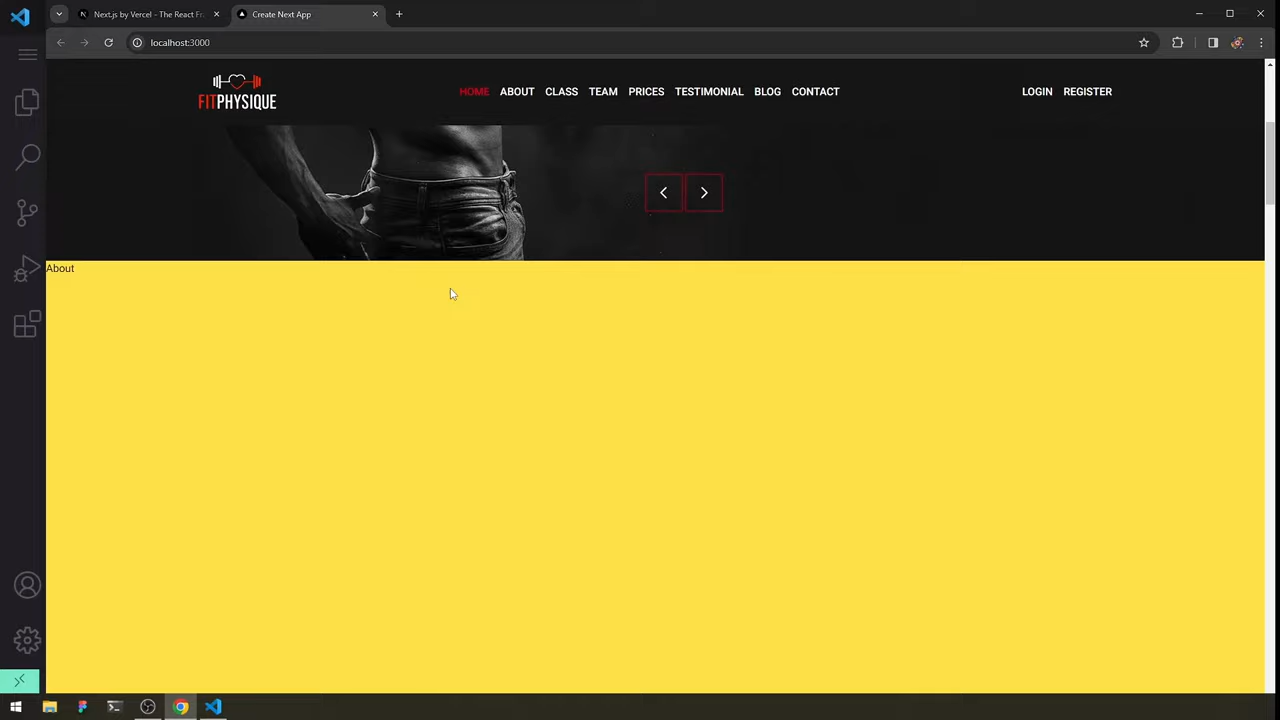 Next.js by Vercel - The React Fr
Create Next App
localhost:3000
FITPHYSIQUE
HOME ABOUT CLASS TEAM PRICES TESTIMONIAL BLOG CONTACT
LOGIN REGISTER
About